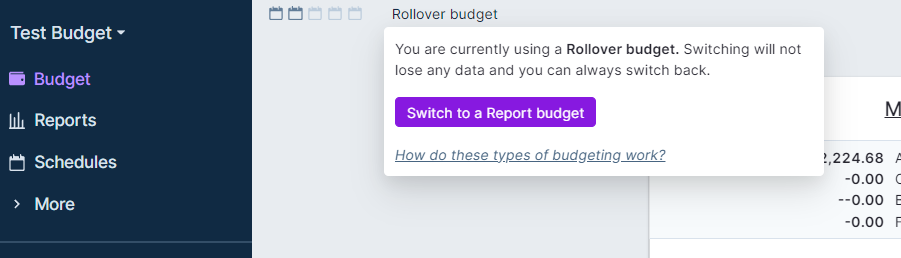 Test Budget
Rollover budget
Budget
Reports
Schedules
More
You are currently using a Rollover budget. Switching will not
lose any data and you can always switch back.
Switch to a Report budget
How do these types of budgeting work?
M
2,224.68 A
-0.00
--0.00
-0.00 F